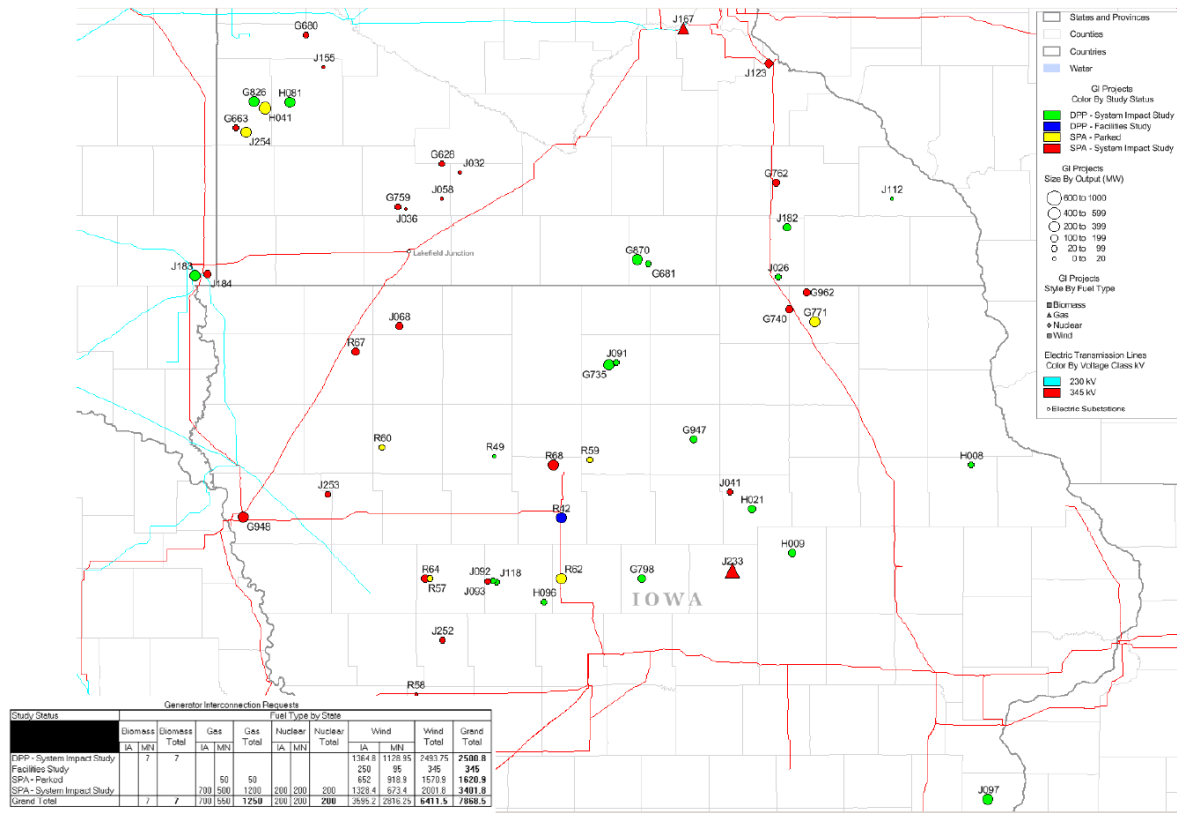 J167
G680
J155
J123
G826
H081
H041
G663
J254
G628
J032
G762
J058
J112
G759
J036
J182
Lakefield Junction
G870
G681
J183
J184
J026
G962
G740
G771
J068
R67
J091
G735
G947
R60
R49
R68
R59
H008
J253
J041
H021
G948
R42
H009
R64
R57
J092
J118
J093
R62
G798
J233
H096
IOWA
J252
R58
J097
States and Provinces
Counties
Countries
Water
GI Projects
Color By Study Status
DPP - System Impact Study
DPP - Facilities Study
SPA - Parked
SPA - System Impact Study
GI Projects
Size By Output (MW)
600 to 1000
400 to 599
200 to 399
100 to 199
20 to 99
0 to 20
GI Projects
Style By Fuel Type
Biomass
Gas
Nuclear
Wind
Electric Transmission Lines
Color By Voltage Class kV
230 kV
345 kV
Electric Substations
Generator Interconnection Requests
Study Status Fuel Type by State
Biomass Biomass Total Gas Gas Total Nuclear Nuclear Total Wind Wind Total Grand Total
IA MN IA MN IA MN IA MN
DPP - System Impact Study 7 7 1364.8 1128.95 2493.75 2500.8
Facilities Study 250 95 345 345
SPA - Parked 50 50 652 918.9 1570.9 1620.9
SPA - System Impact Study 700 500 1200 200 200 200 1328.4 673.4 2001.8 3401.8
Grand Total 7 7 700 550 1250 200 200 200 3595.2 2816.25 6411.5 7868.5